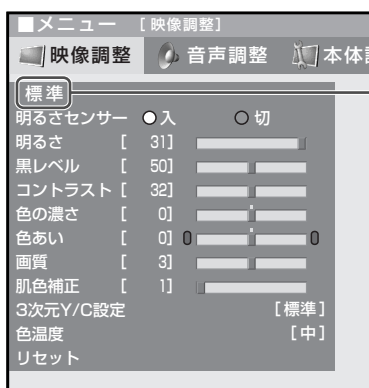 ■メニュー [映像調整]
映像調整 音声調整 本体
標準
明るさセンサー 入 切
明るさ [ 31]
黒レベル [ 50]
コントラスト [ 32]
色の濃さ [ 0]
色あい [ 0]
画質 [ 3]
肌色補正 [ 1]
3次元Y/C設定 [標準]
色温度 [中]
リセット